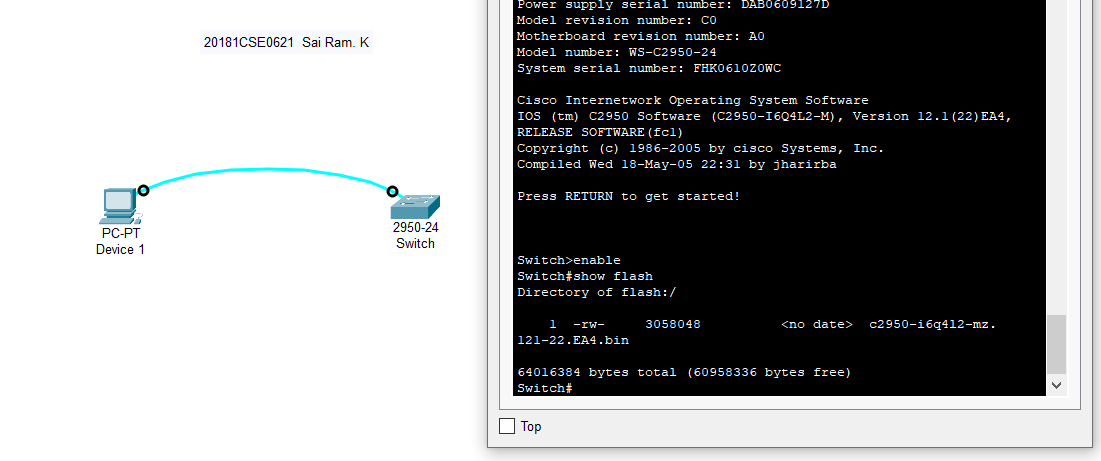 20181CSE0621  Sai Ram. K
PC-PT
Device 1
2950-24
Switch
Power supply serial number: DAB0609127D
Model revision number: C0
Motherboard revision number: A0
Model number: WS-C2950-24
System serial number: FHK0610Z0WC
Cisco Internetwork Operating System Software
IOS (tm) C2950 Software (C2950-I6Q4L2-M), Version 12.1(22)EA4,
RELEASE SOFTWARE(fc1)
Copyright (c) 1986-2005 by cisco Systems, Inc.
Compiled Wed 18-May-05 22:31 by jharirba
Press RETURN to get started!
Switch>enable
Switch#show flash
Directory of flash:/
1  -rw-     3058048          <no date>  c2950-i6q4l2-mz.
121-22.EA4.bin
64016384 bytes total (60958336 bytes free)
Switch#
Top